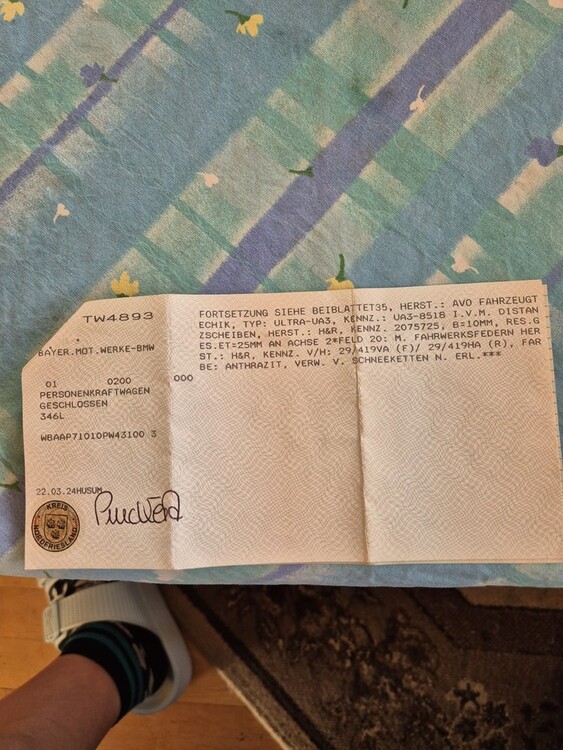 TW4893
BAYER.MOT.WERKE-BMW
01 0200 000
PERSONENKRAFTWAGEN
GESCHLOSSEN
346L
WBAAP71010PW43100 3
22.03.24HUSUM
KREIS
NORDFRIESLAND
FORTSETZUNG SIEHE BEIBLATTET35, HERST.: AVO FAHRZEUGT
ECHIK, TYP: ULTRA-UA3, KENNZ.: UA3-8518 I.V.M. DISTAN
ZSCHEIBEN, HERST.: H&R, KENNZ. 2075725, B=10MM, RES.G
ES.ET=25MM AN ACHSE 2*FELD 20: M. FAHRWERKSFEDERN HER
ST.: H&R, KENNZ. V/H: 29/419VA (F)/ 29/419HA (R), FAR
BE: ANTHRAZIT, VERW. V. SCHNEEKETTEN N. ERL.***